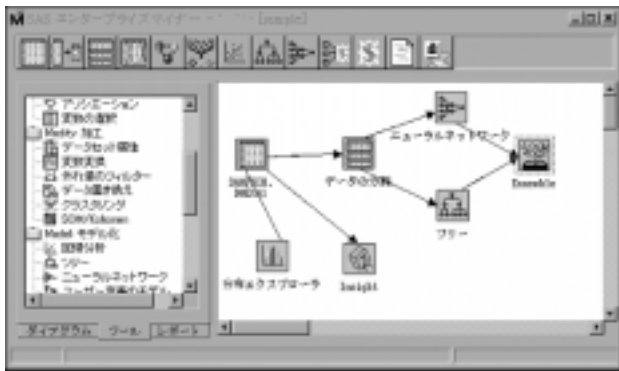 SAS エンタープライズマイナー - [sample]
アソシエーション
変数の選択
Modify 加工
データセット属性
変数変換
外れ値のフィルター
データ置き換え
クラスタリング
SOM/Kohonen
Model モデル化
回帰分析
ツリー
ニューラルネットワーク
ユーザー定義のモデル
ダイアグラム
ツール
レポート
データの分割
ニューラルネットワーク
ツリー
Ensemble
分布エクスプローラ
Insight